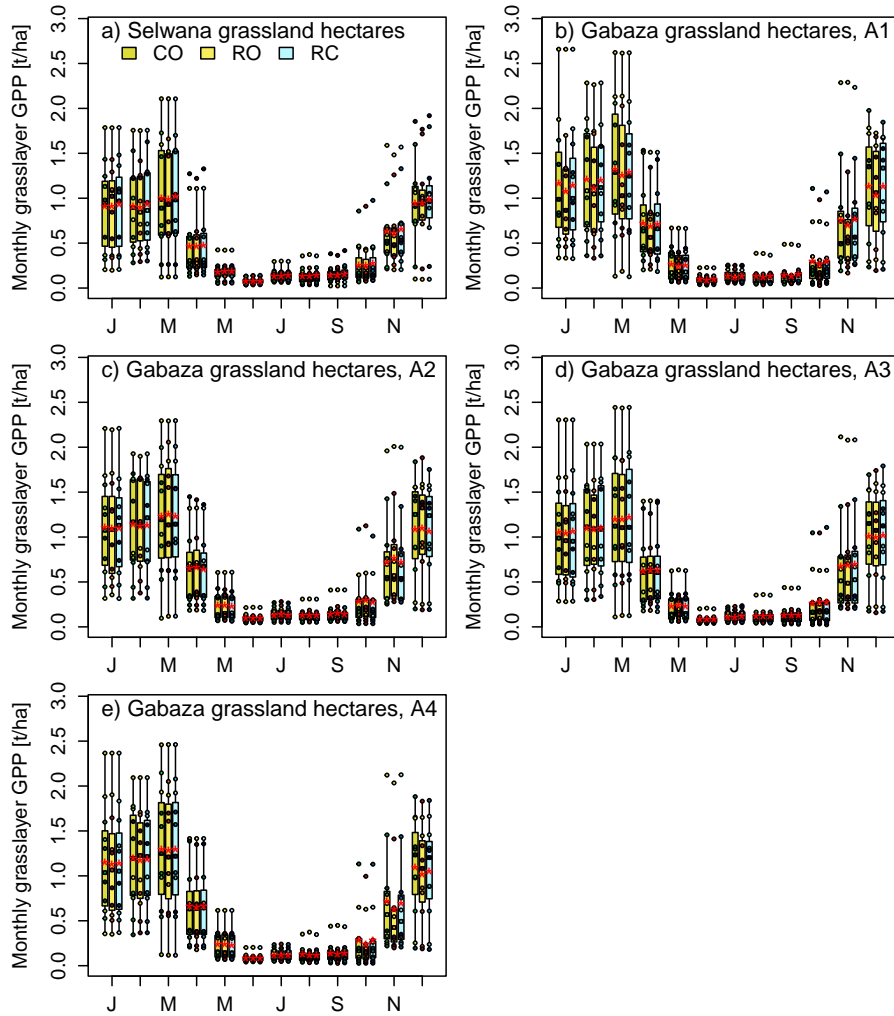 a) Selwana grassland hectares
CO RO RC
Monthly grasslayer GPP [t/ha]
0.0 0.5 1.0 1.5 2.0 2.5 3.0
J M M J S N
b) Gabaza grassland hectares, A1
Monthly grasslayer GPP [t/ha]
0.0 0.5 1.0 1.5 2.0 2.5 3.0
J M M J S N
c) Gabaza grassland hectares, A2
Monthly grasslayer GPP [t/ha]
0.0 0.5 1.0 1.5 2.0 2.5 3.0
J M M J S N
d) Gabaza grassland hectares, A3
Monthly grasslayer GPP [t/ha]
0.0 0.5 1.0 1.5 2.0 2.5 3.0
J M M J S N
e) Gabaza grassland hectares, A4
Monthly grasslayer GPP [t/ha]
0.0 0.5 1.0 1.5 2.0 2.5 3.0
J M M J S N